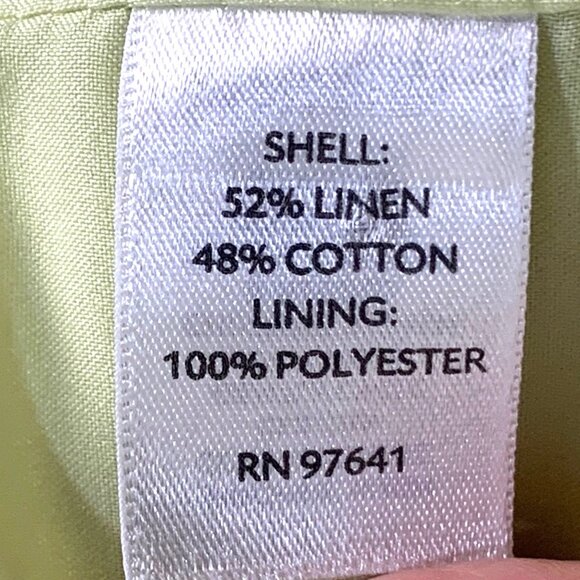 SHELL:
52% LINEN
48% COTTON
LINING:
100% POLYESTER
RN 97641